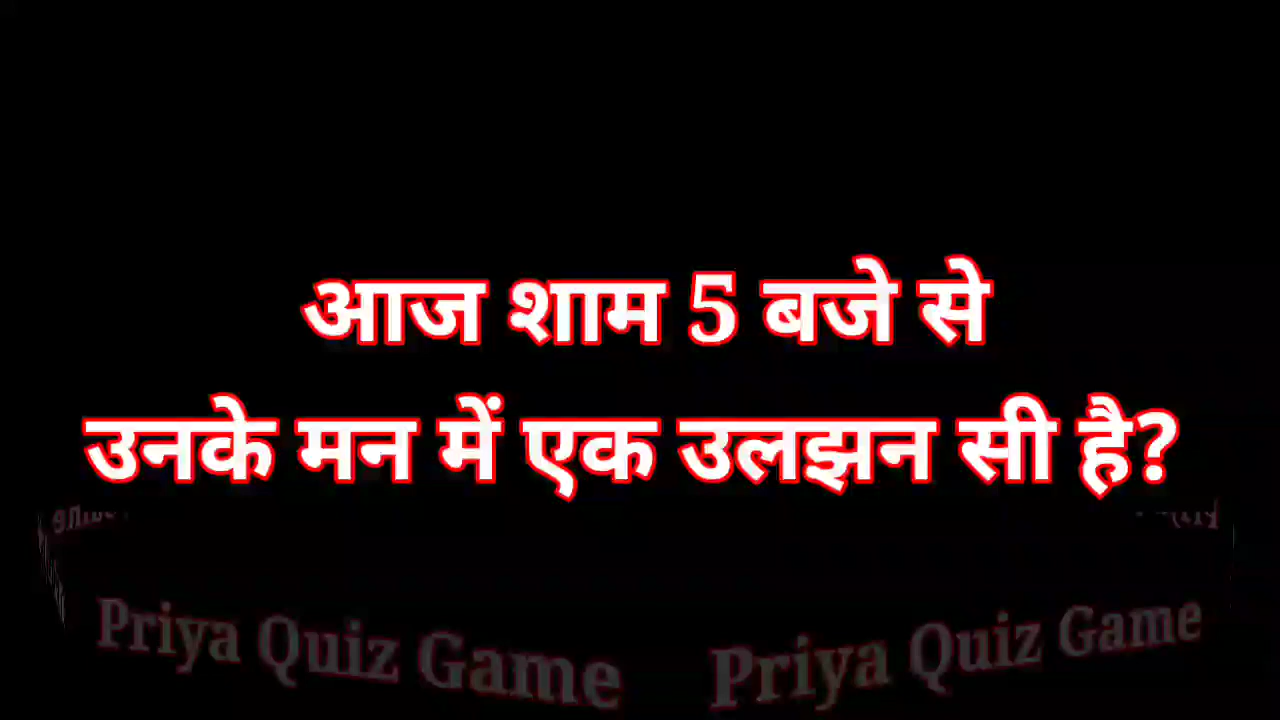 आज शाम 5 बजे से
उनके मन में एक उलझन सी है?
Priya Quiz Game Priya Quiz Game